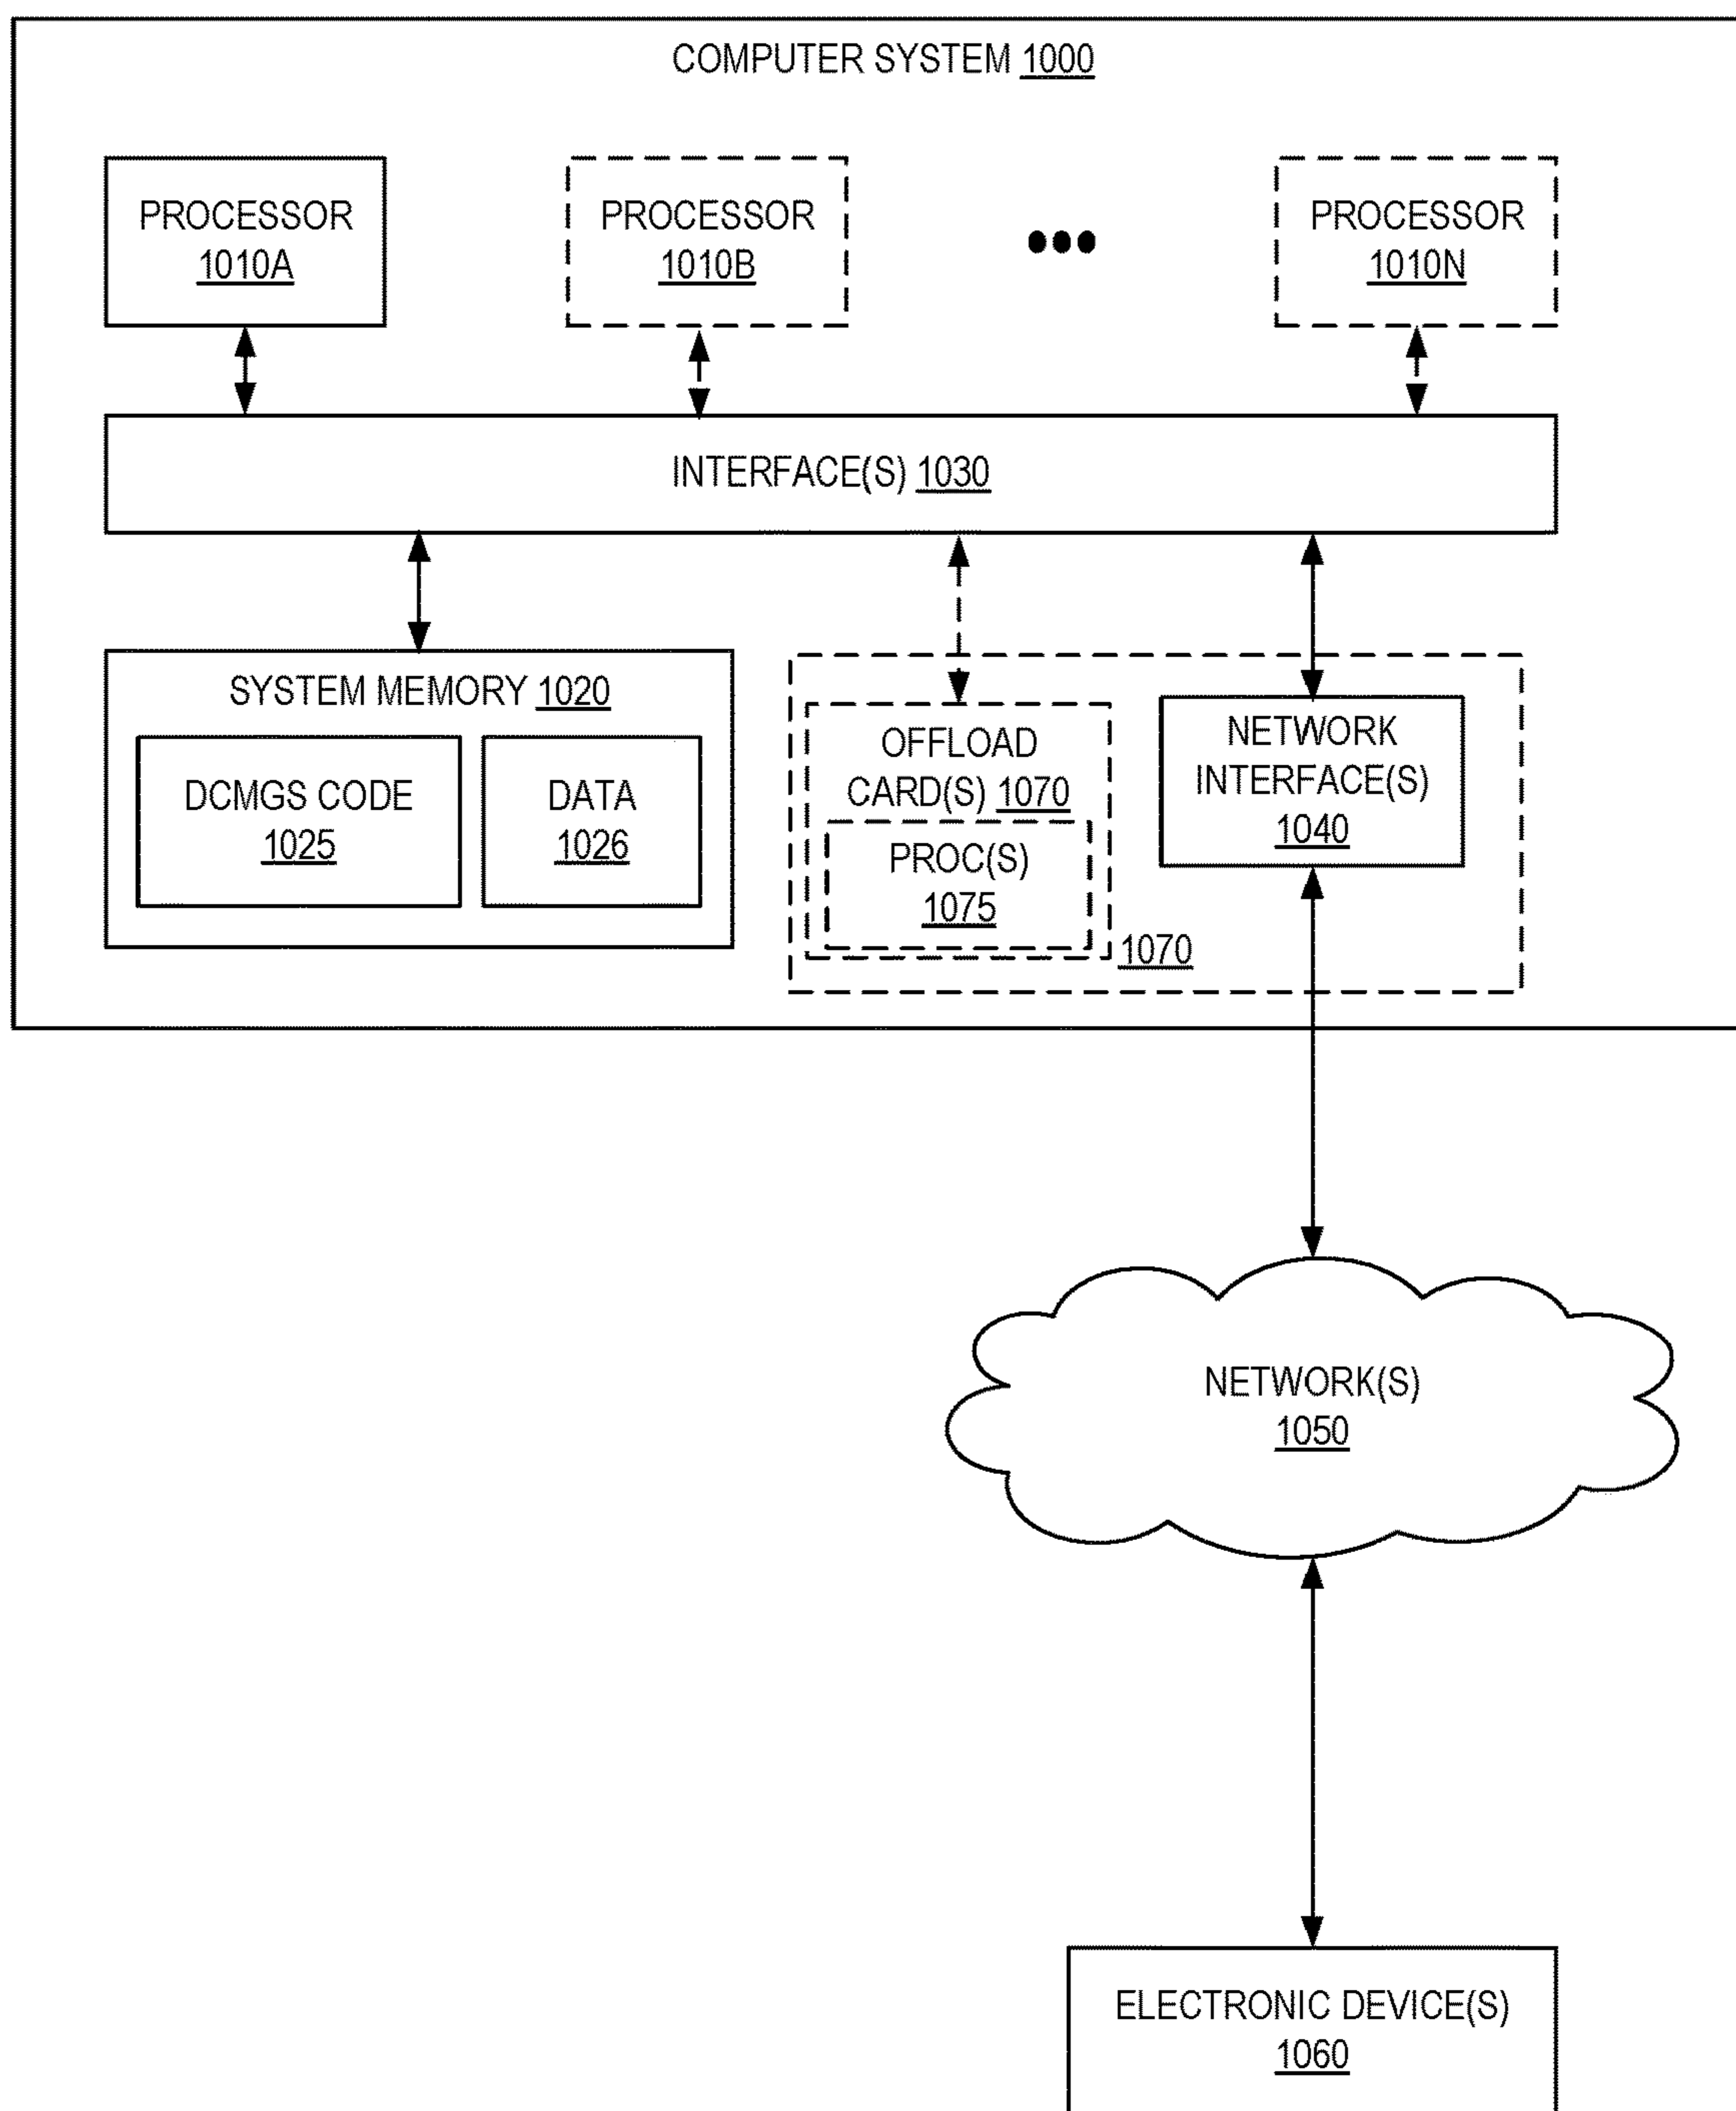 COMPUTER SYSTEM 1000
PROCESSOR
1010A
PROCESSOR
1010B
PROCESSOR
1010N
INTERFACE(S) 1030
SYSTEM MEMORY 1020
DCMGS CODE
1025
DATA
1026
OFFLOAD
CARD(S) 1070
PROC(S)
1075
1070
NETWORK
INTERFACE(S)
1040
NETWORK(S)
1050
ELECTRONIC DEVICE(S)
1060